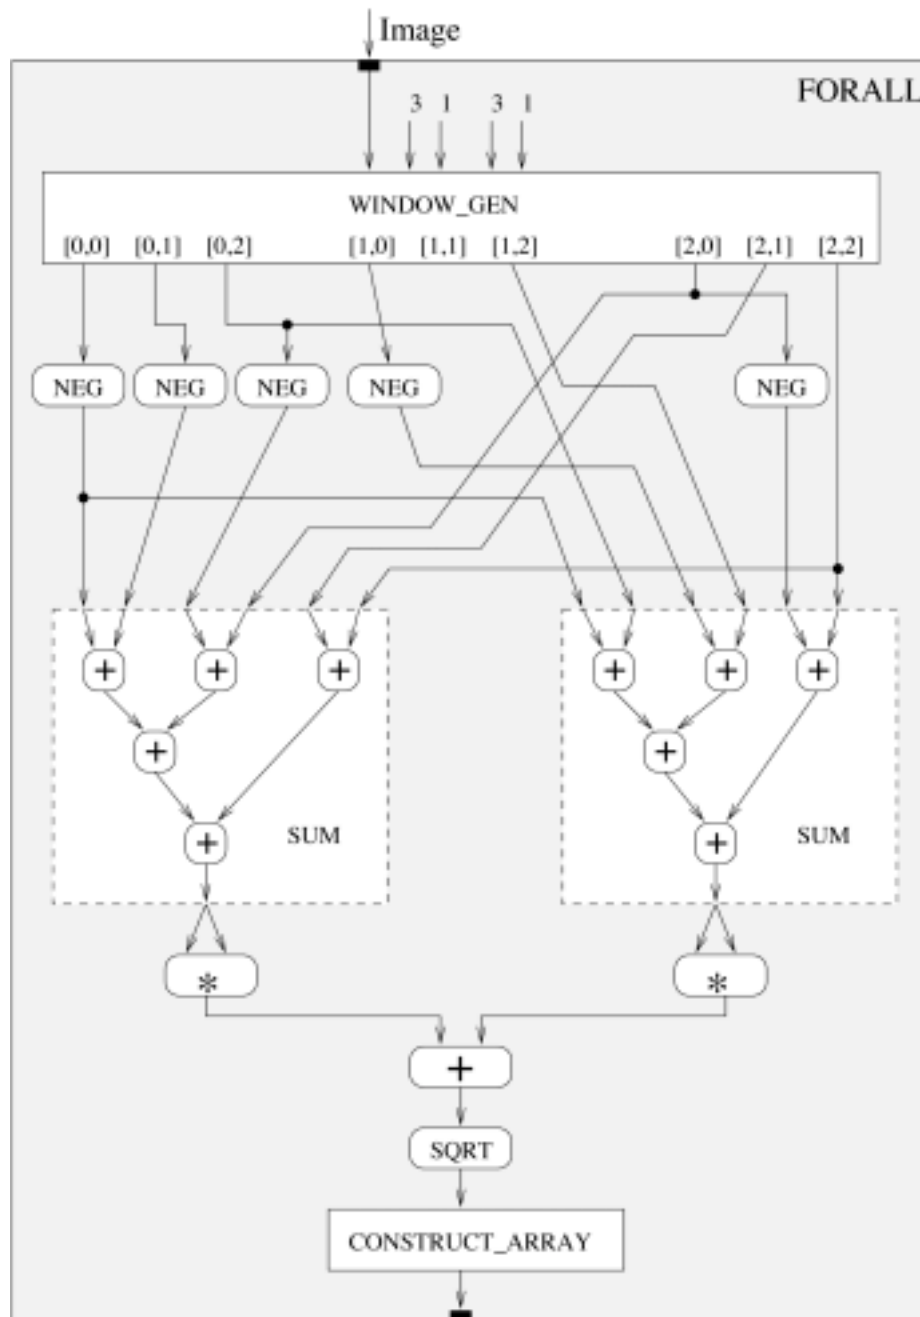 Image
FORALL
3 1 3 1
WINDOW_GEN
[0,0] [0,1] [0,2] [1,0] [1,1] [1,2] [2,0] [2,1] [2,2]
NEG NEG NEG NEG NEG
+ + + + + +
+ +
+ SUM + SUM
* *
+
SQRT
CONSTRUCT_ARRAY